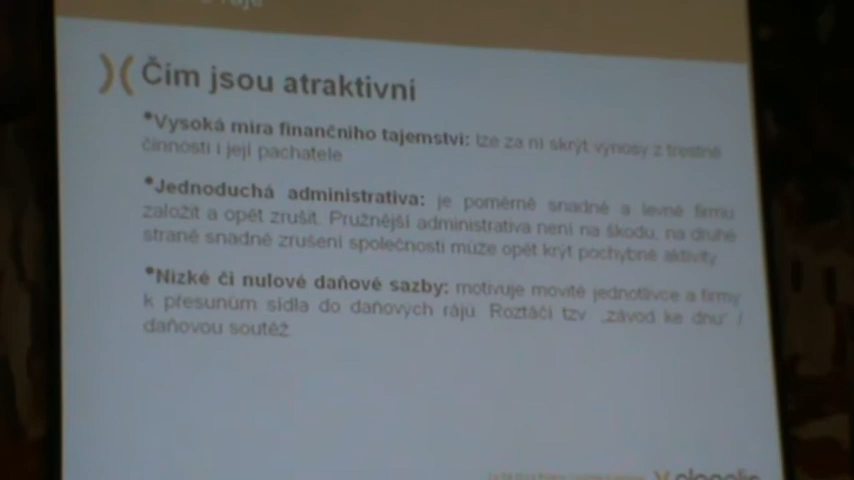 Čím jsou atraktivní
•Vysoká míra finančního tajemství: lze za ní skrýt výnosy z trestné
činnosti i její pachatele
•Jednoduchá administrativa: je poměrně snadné a levné firmu
založit a opět zrušit. Pružnější administrativa není na škodu, na druhé
straně snadné zrušení společnosti může opět krýt pochybné aktivity
•Nízké či nulové daňové sazby: motivuje movité jednotlivce a firmy
k přesunům sídla do daňových rájů. Roztáčí tzv. „závod ke dnu“ /
daňovou soutěž.